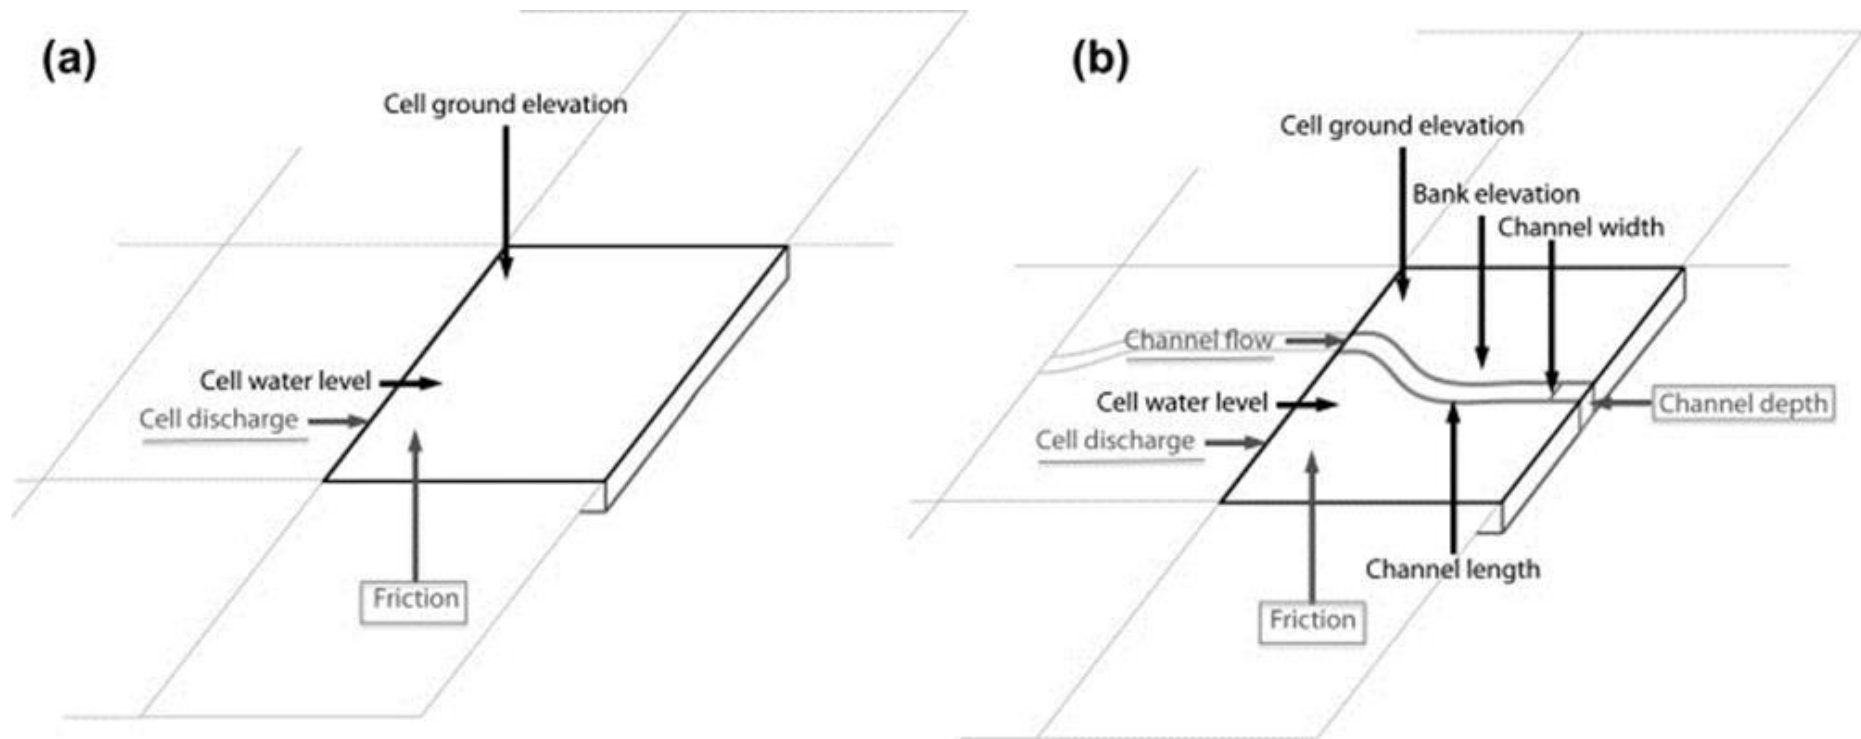 (a)
Cell ground elevation
Cell water level
Cell discharge
Friction
(b)
Cell ground elevation
Bank elevation
Channel width
Channel flow
Cell water level
Channel depth
Cell discharge
Channel length
Friction